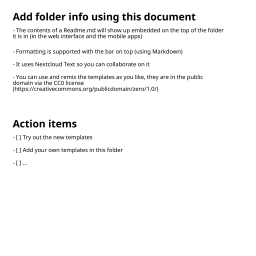 Add folder info using this document
- The contents of a Readme.md will show up embedded on the top of the folder
it is in (in the web interface and the mobile apps)
- Formatting is supported with the bar on top (using Markdown)
- It uses Nextcloud Text so you can collaborate on it
- You can use and remix the templates as you like, they are in the public
domain via the CC0 license
[https://creativecommons.org/publicdomain/zero/1.0/]
Action items
- [ ] Try out the new templates
- [ ] Add your own templates in this folder
- [ ] ...